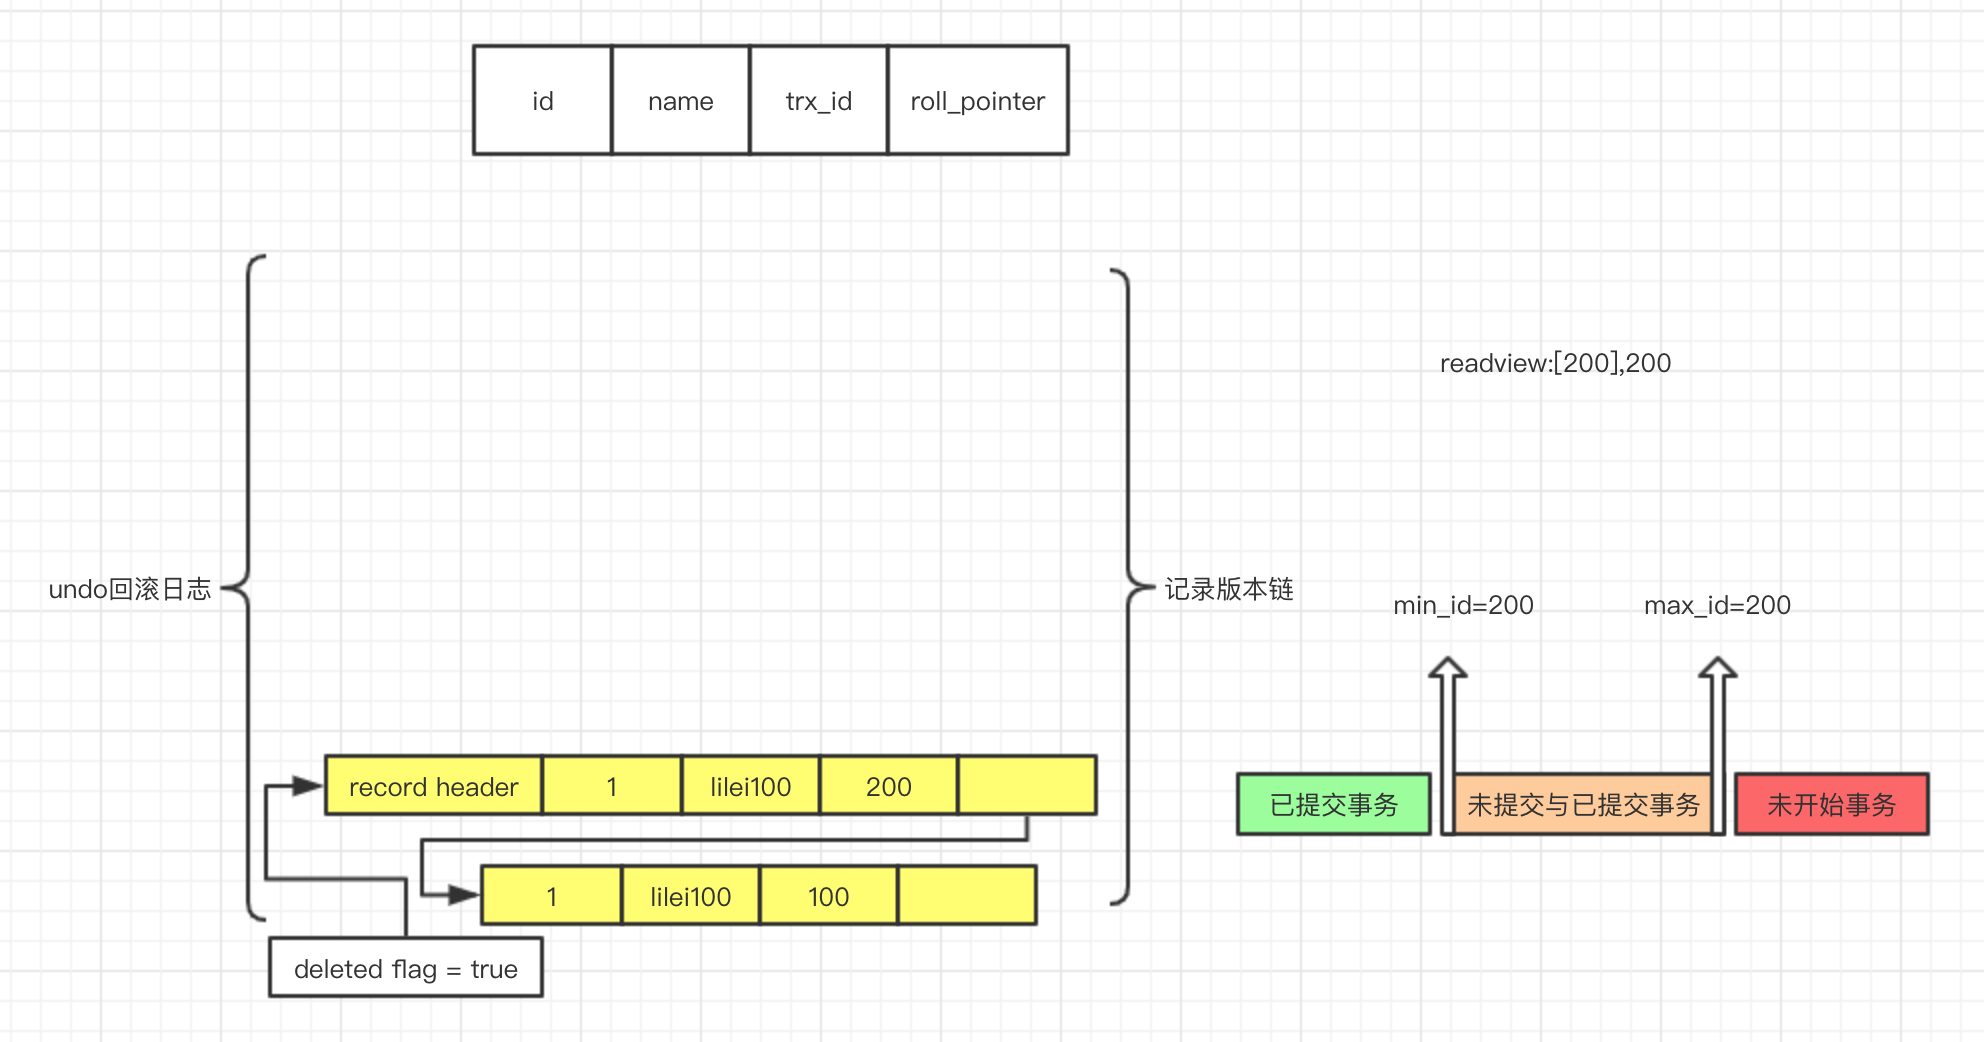 id name trx_id roll_pointer
readview:[200],200
undo回滚日志
记录版本链
min_id=200 max_id=200
record header 1 lilei100 200
已提交事务 未提交与已提交事务 未开始事务
1 lilei100 100
deleted flag = true